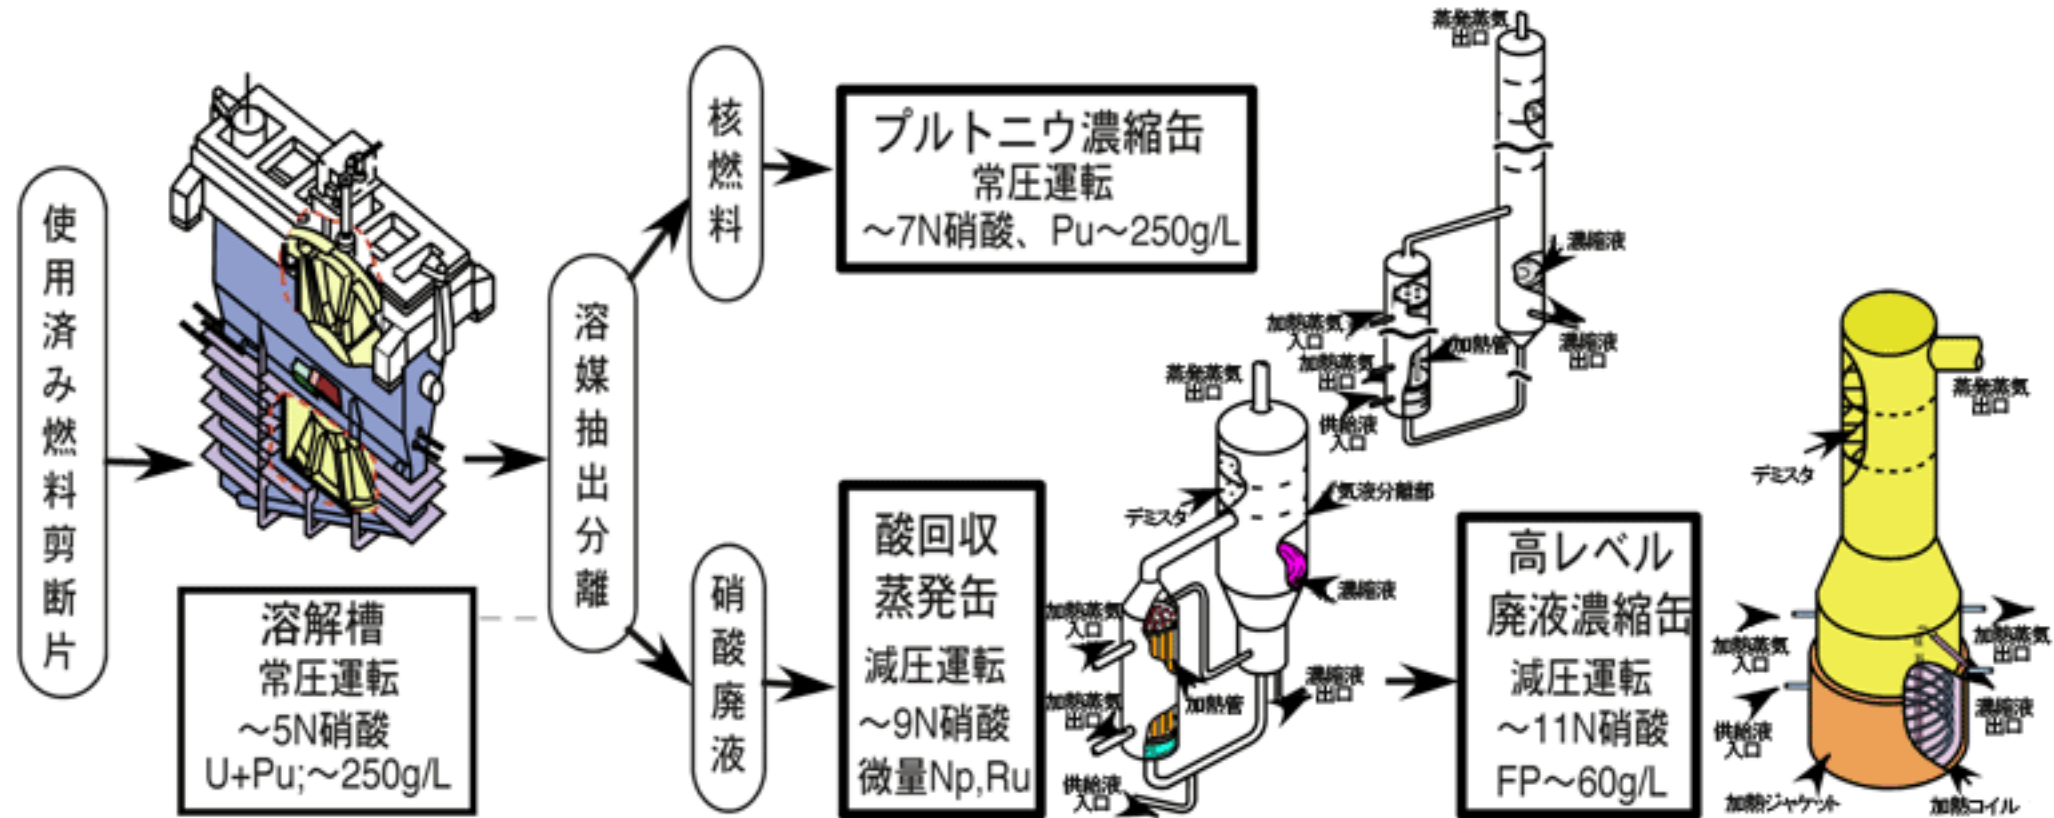 使用済み燃料剪断片
溶解槽
常圧運転
～5N硝酸
U+Pu;～250g/L
溶媒抽出分離
核燃料
プルトニウ濃縮缶
常圧運転
～7N硝酸、Pu～250g/L
蒸発蒸気
出口
濃縮液
濃縮液
出口
加熱蒸気
入口
加熱蒸気
出口
加熱管
供給液
入口
硝酸廃液
酸回収
蒸発缶
減圧運転
～9N硝酸
微量Np,Ru
蒸発蒸気
出口
デミスタ
気液分離部
濃縮液
加熱蒸気
入口
加熱蒸気
出口
加熱管
濃縮液
出口
供給液
入口
高レベル
廃液濃縮缶
減圧運転
～11N硝酸
FP～60g/L
蒸発蒸気
出口
デミスタ
加熱蒸気
入口
加熱蒸気
出口
供給液
入口
濃縮液
出口
加熱ジャケット
加熱コイル